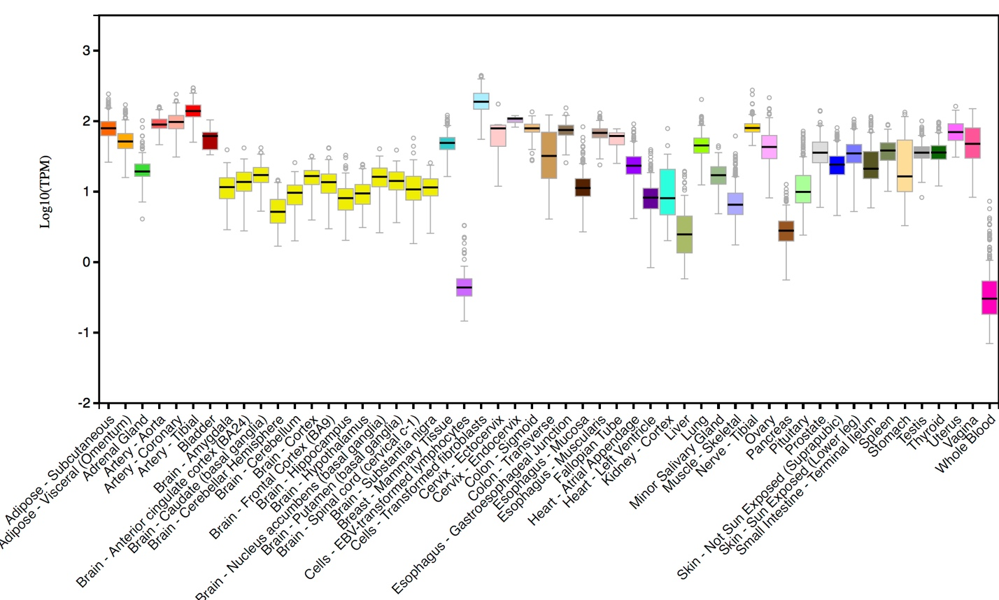 3
2
1
0
-1
-2
Log10(TPM)
Adipose - Subcutaneous
Adipose - Visceral (Omentum)
Adrenal Gland
Artery - Aorta
Artery - Coronary
Artery - Tibial
Bladder
Brain - Amygdala
Brain - Anterior cingulate cortex (BA24)
Brain - Caudate (basal ganglia)
Brain - Cerebellar Hemisphere
Brain - Cerebellum
Brain - Cortex
Brain - Frontal Cortex (BA9)
Brain - Hippocampus
Brain - Hypothalamus
Brain - Nucleus accumbens (basal ganglia)
Brain - Putamen (basal ganglia)
Brain - Spinal cord (cervical c-1)
Brain - Substantia nigra
Breast - Mammary Tissue
Cells - EBV-transformed lymphocytes
Cells - Transformed fibroblasts
Cervix - Ectocervix
Cervix - Endocervix
Colon - Sigmoid
Colon - Transverse
Esophagus - Gastroesophageal Junction
Esophagus - Mucosa
Esophagus - Muscularis
Fallopian Tube
Heart - Atrial Appendage
Heart - Left Ventricle
Kidney - Cortex
Liver
Lung
Minor Salivary Gland
Muscle - Skeletal
Nerve - Tibial
Ovary
Pancreas
Pituitary
Prostate
Skin - Not Sun Exposed (Suprapubic)
Skin - Sun Exposed (Lower leg)
Small Intestine - Terminal Ileum
Spleen
Stomach
Testis
Thyroid
Uterus
Vagina
Whole Blood